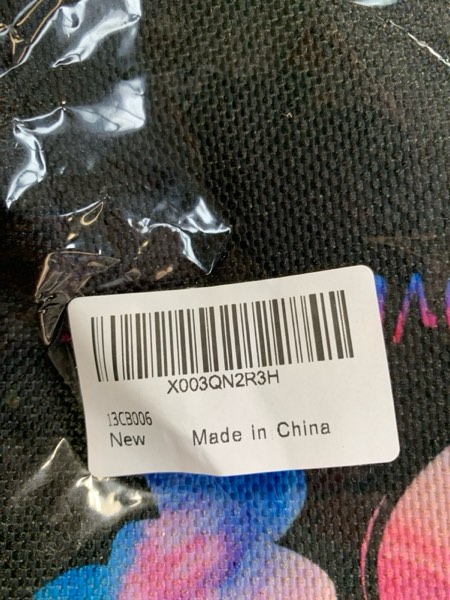 X003QN2R3H
13CB006
New
Made in China